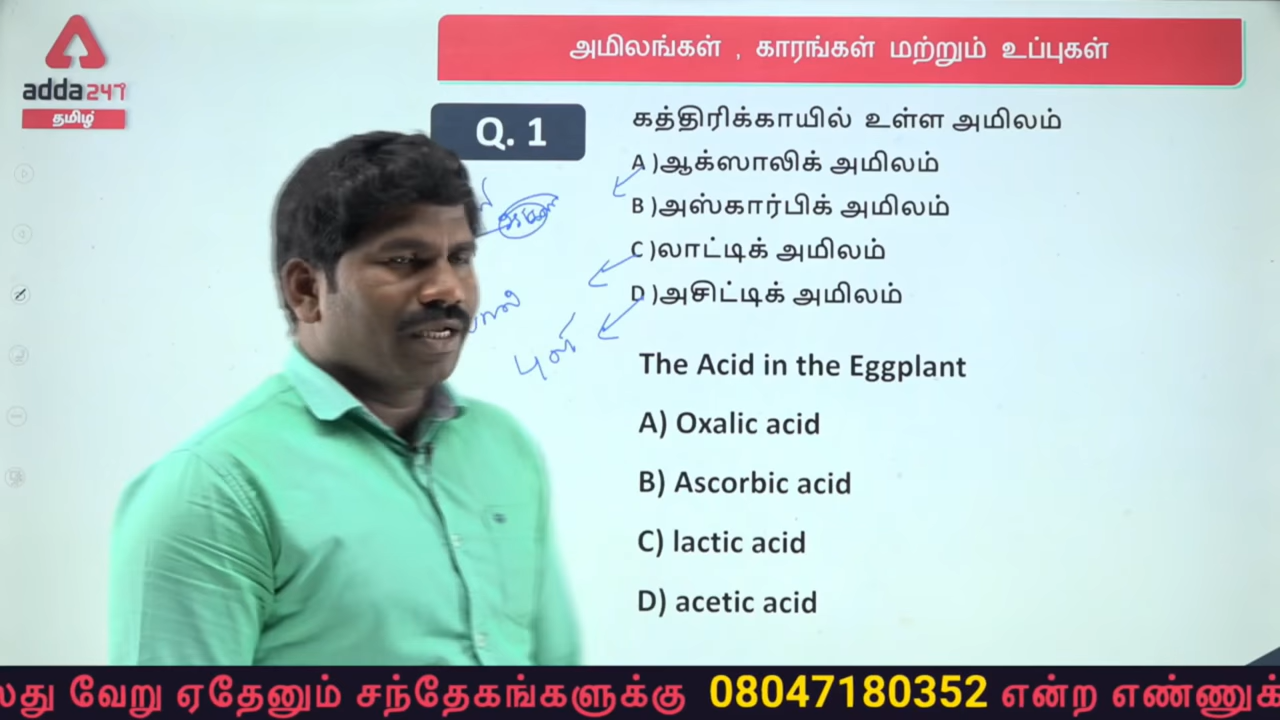 அமிலங்கள் , காரங்கள் மற்றும் உப்புகள்
adda247
தமிழ்
Q. 1
கத்திரிக்காயில் உள்ள அமிலம்
A )ஆக்ஸாலிக் அமிலம்
B )அஸ்கார்பிக் அமிலம்
C )லாட்டிக் அமிலம்
D )அசிட்டிக் அமிலம்
The Acid in the Eggplant
A) Oxalic acid
B) Ascorbic acid
C) lactic acid
D) acetic acid
லது வேறு ஏதேனும் சந்தேகங்களுக்கு 08047180352 என்ற எண்ணுக்